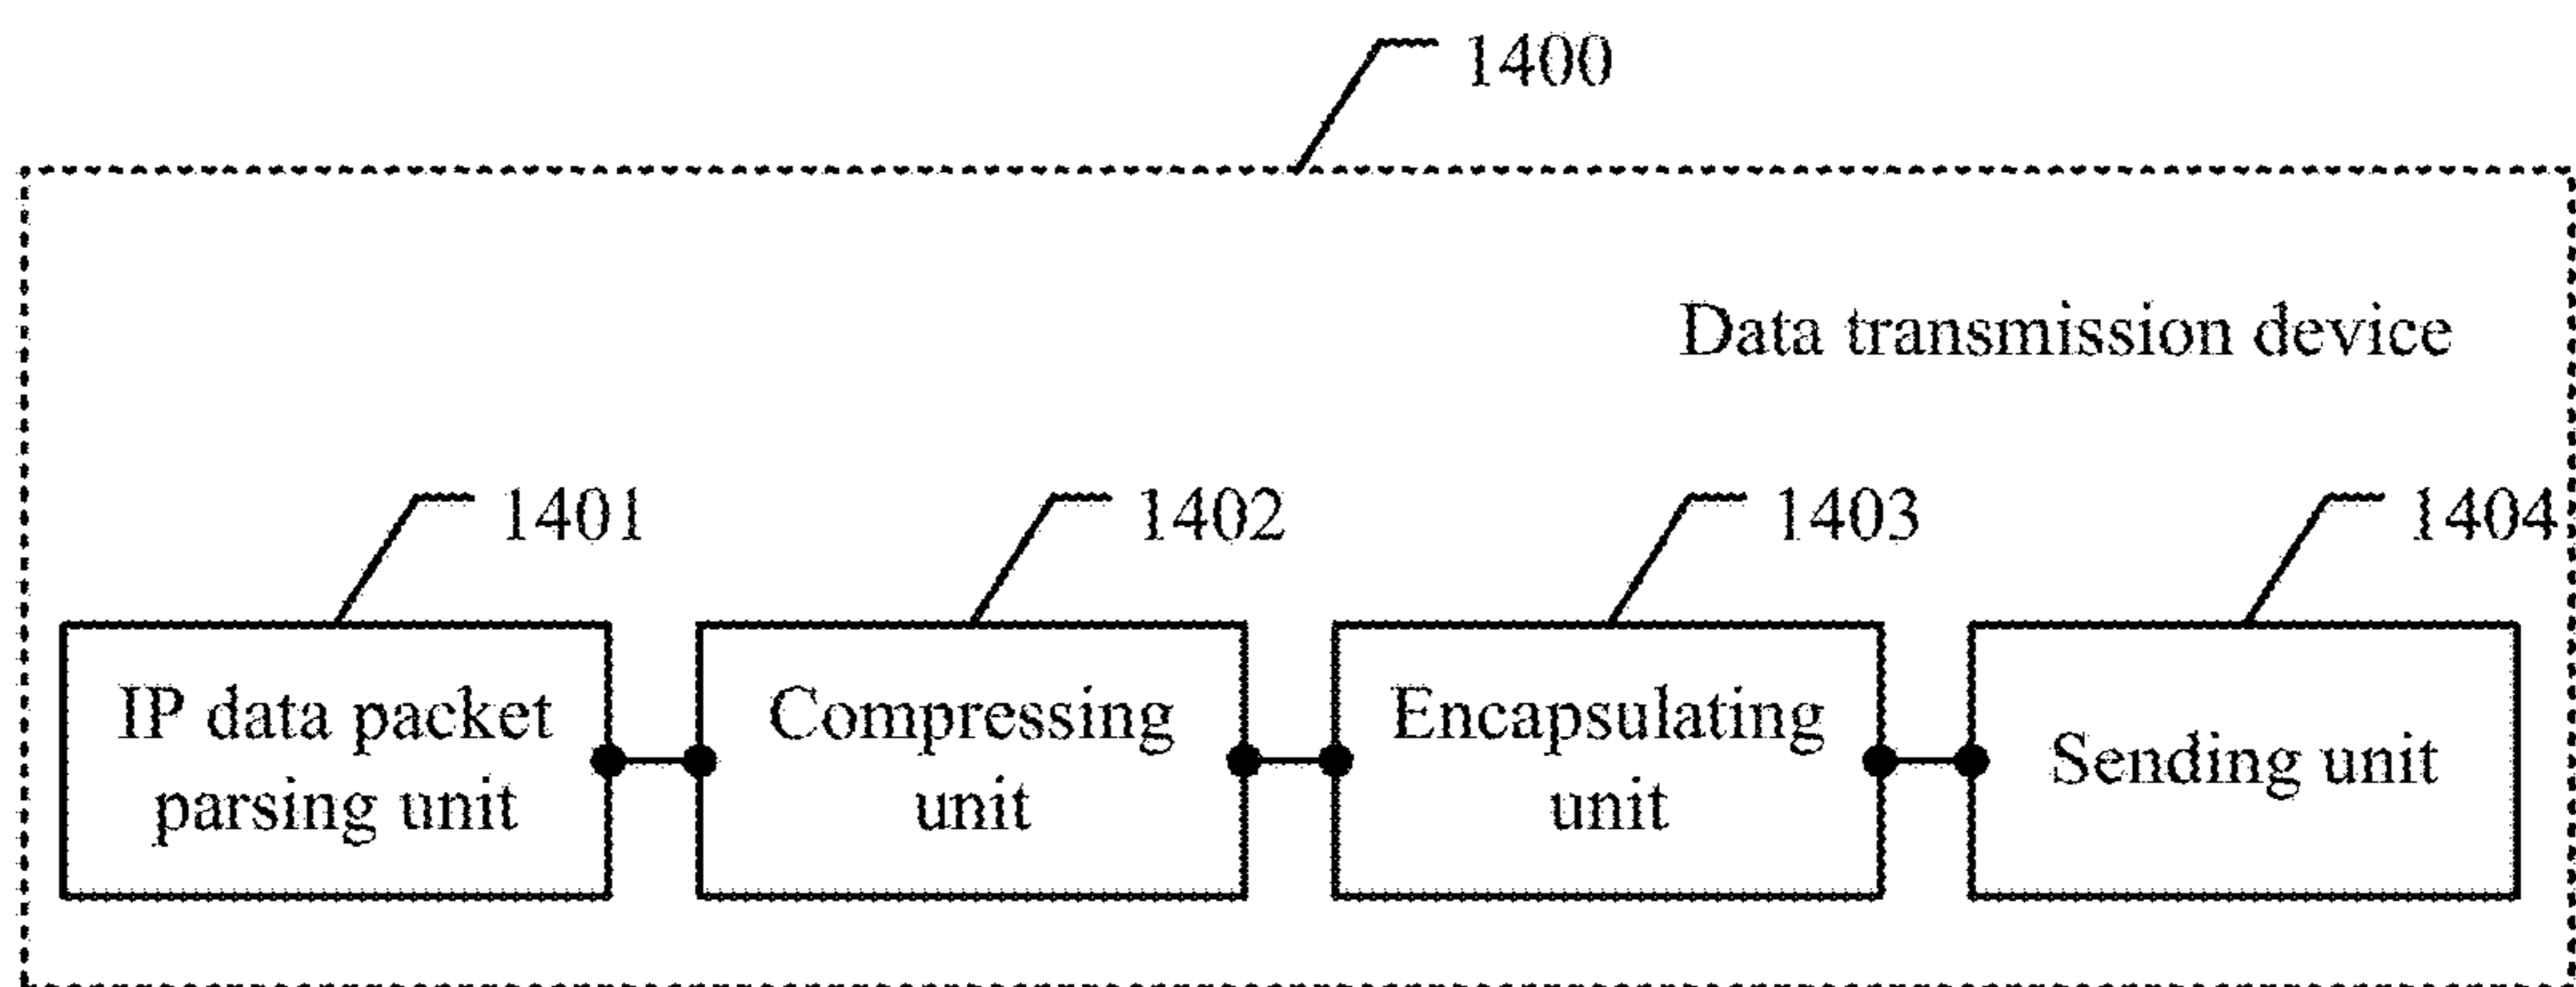 1400
Data transmission device
1401
1402
1403
1404
IP data packet
parsing unit
Compressing
unit
Encapsulating
unit
Sending unit